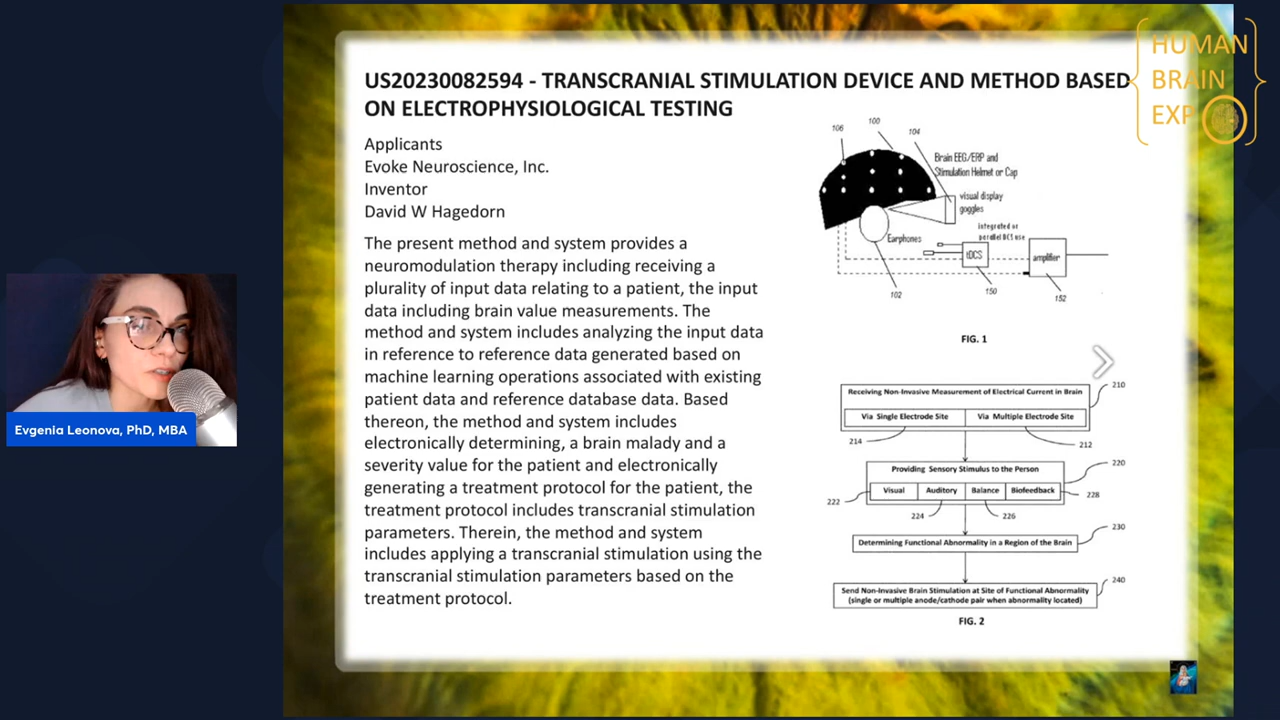 HUMAN
BRAIN
EXP
US20230082594 - TRANSCRANIAL STIMULATION DEVICE AND METHOD BASED
ON ELECTROPHYSIOLOGICAL TESTING
Applicants
Evoke Neuroscience, Inc.
Inventor
David W Hagedorn
The present method and system provides a
neuromodulation therapy including receiving a
plurality of input data relating to a patient, the input
data including brain value measurements. The
method and system includes analyzing the input data
in reference to reference data generated based on
machine learning operations associated with existing
patient data and reference database data. Based
thereon, the method and system includes
electronically determining, a brain malady and a
severity value for the patient and electronically
generating a treatment protocol for the patient, the
treatment protocol includes transcranial stimulation
parameters. Therein, the method and system
includes applying a transcranial stimulation using the
transcranial stimulation parameters based on the
treatment protocol.
106
100
104
Brain EEG/ERP and
Stimulation Helmet or Cap
visual display
goggles
Earphones
integrated or
parallel DCS use
tDCS
amplifier
102
150
152
FIG. 1
Receiving Non-Invasive Measurement of Electrical Current in Brain
210
Via Single Electrode Site
Via Multiple Electrode Site
214
212
Providing Sensory Stimulus to the Person
220
Visual
Auditory
Balance
Biofeedback
222
228
224
226
Determining Functional Abnormality in a Region of the Brain
230
Send Non-Invasive Brain Stimulation at Site of Functional Abnormality
(single or multiple anode/cathode pair when abnormality located)
240
FIG. 2
Evgenia Leonova, PhD, MBA